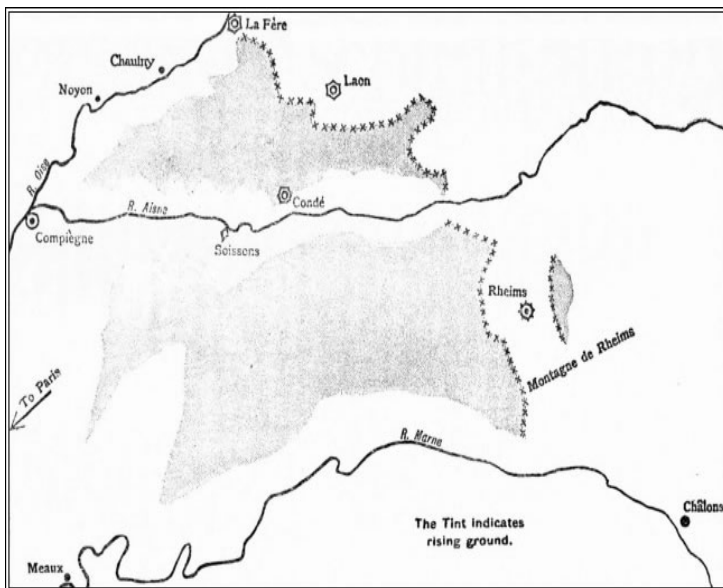 La Fère
Chaulny
Laon
Noyon
R. Oise
Condé
R. Aisne
Compiègne
Soissons
Rheims
Montagne de Rheims
To Paris
R. Marne
Châlons
The Tint indicates
rising ground.
Meaux